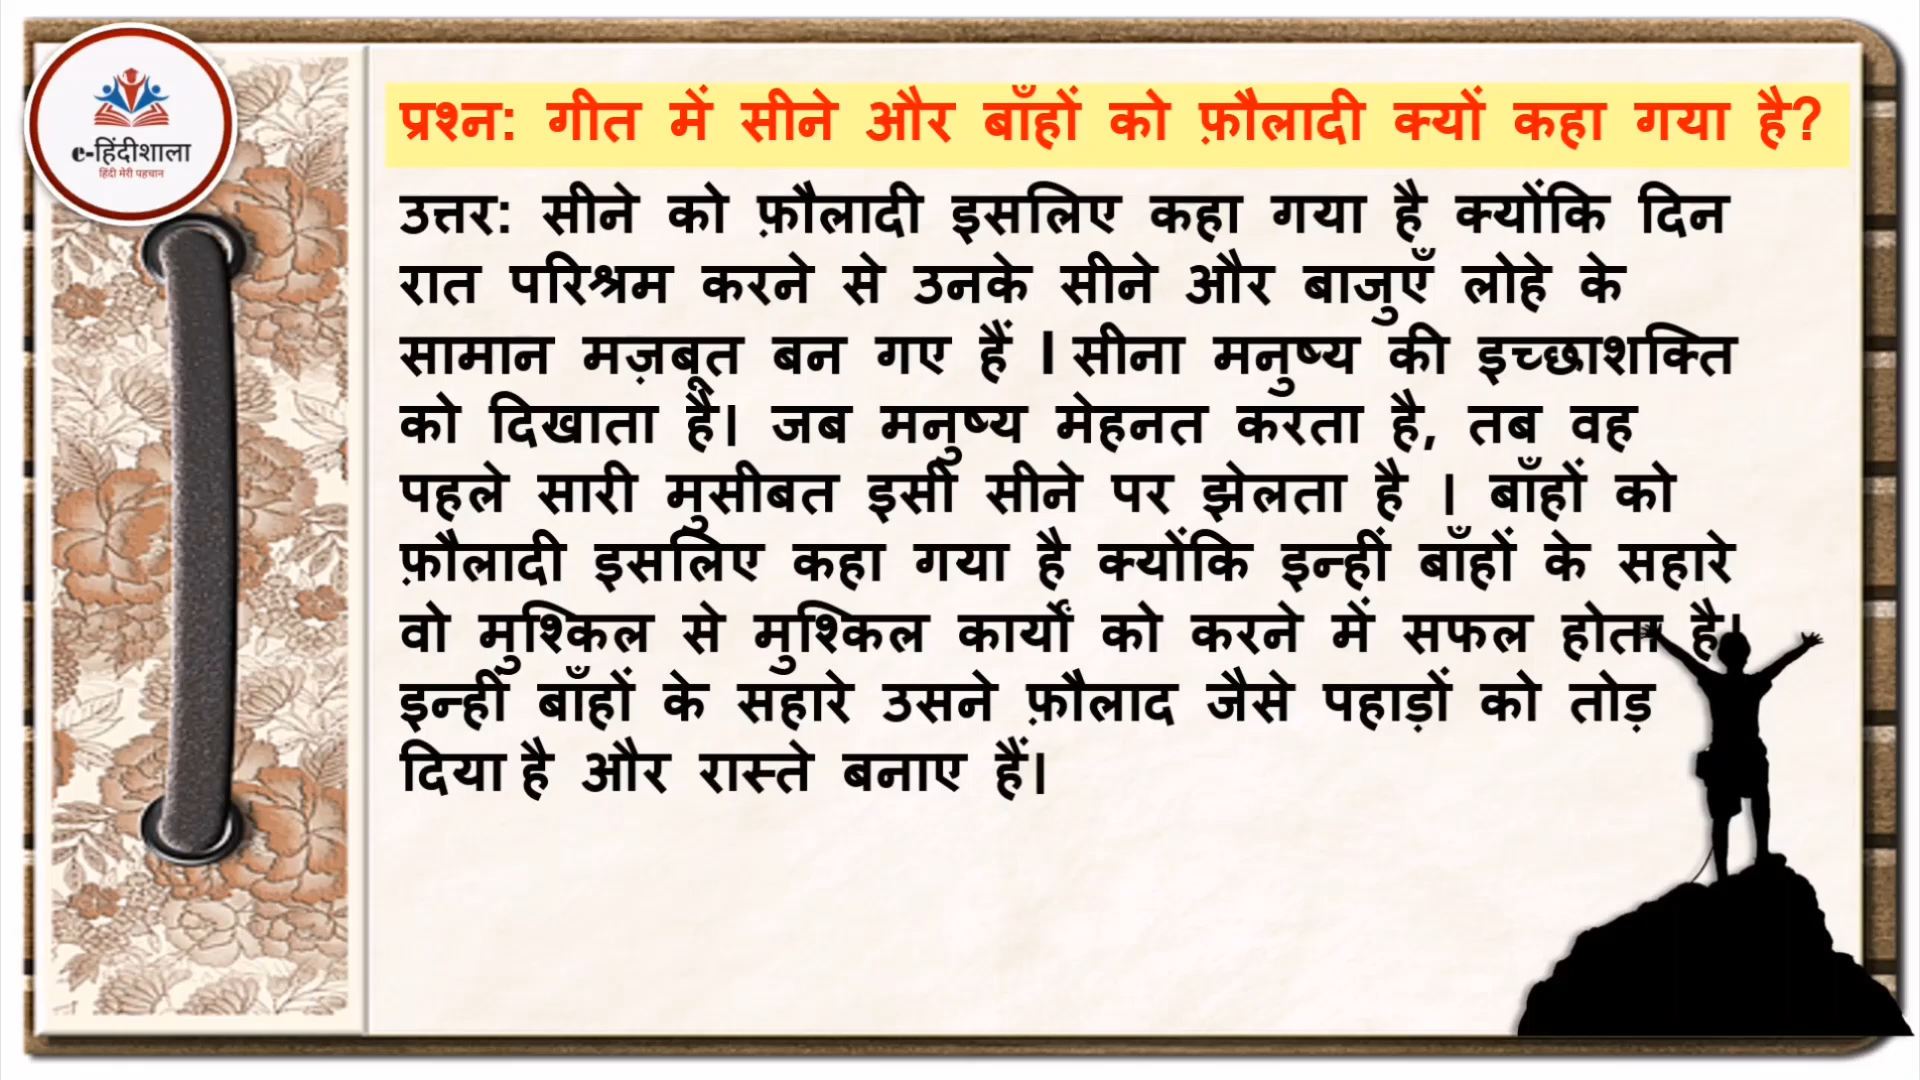 e-हिंदीशाला
हिंदी मेरी पहचान
प्रश्न: गीत में सीने और बाँहों को फ़ौलादी क्यों कहा गया है?
उत्तर: सीने को फ़ौलादी इसलिए कहा गया है क्योंकि दिन
रात परिश्रम करने से उनके सीने और बाजुएँ लोहे के
सामान मज़बूत बन गए हैं । सीना मनुष्य की इच्छाशक्ति
को दिखाता है। जब मनुष्य मेहनत करता है, तब वह
पहले सारी मुसीबत इसी सीने पर झेलता है । बाँहों को
फ़ौलादी इसलिए कहा गया है क्योंकि इन्हीं बाँहों के सहारे
वो मुश्किल से मुश्किल कार्यों को करने में सफल होता है।
इन्हीं बाँहों के सहारे उसने फ़ौलाद जैसे पहाड़ों को तोड़
दिया है और रास्ते बनाए हैं।